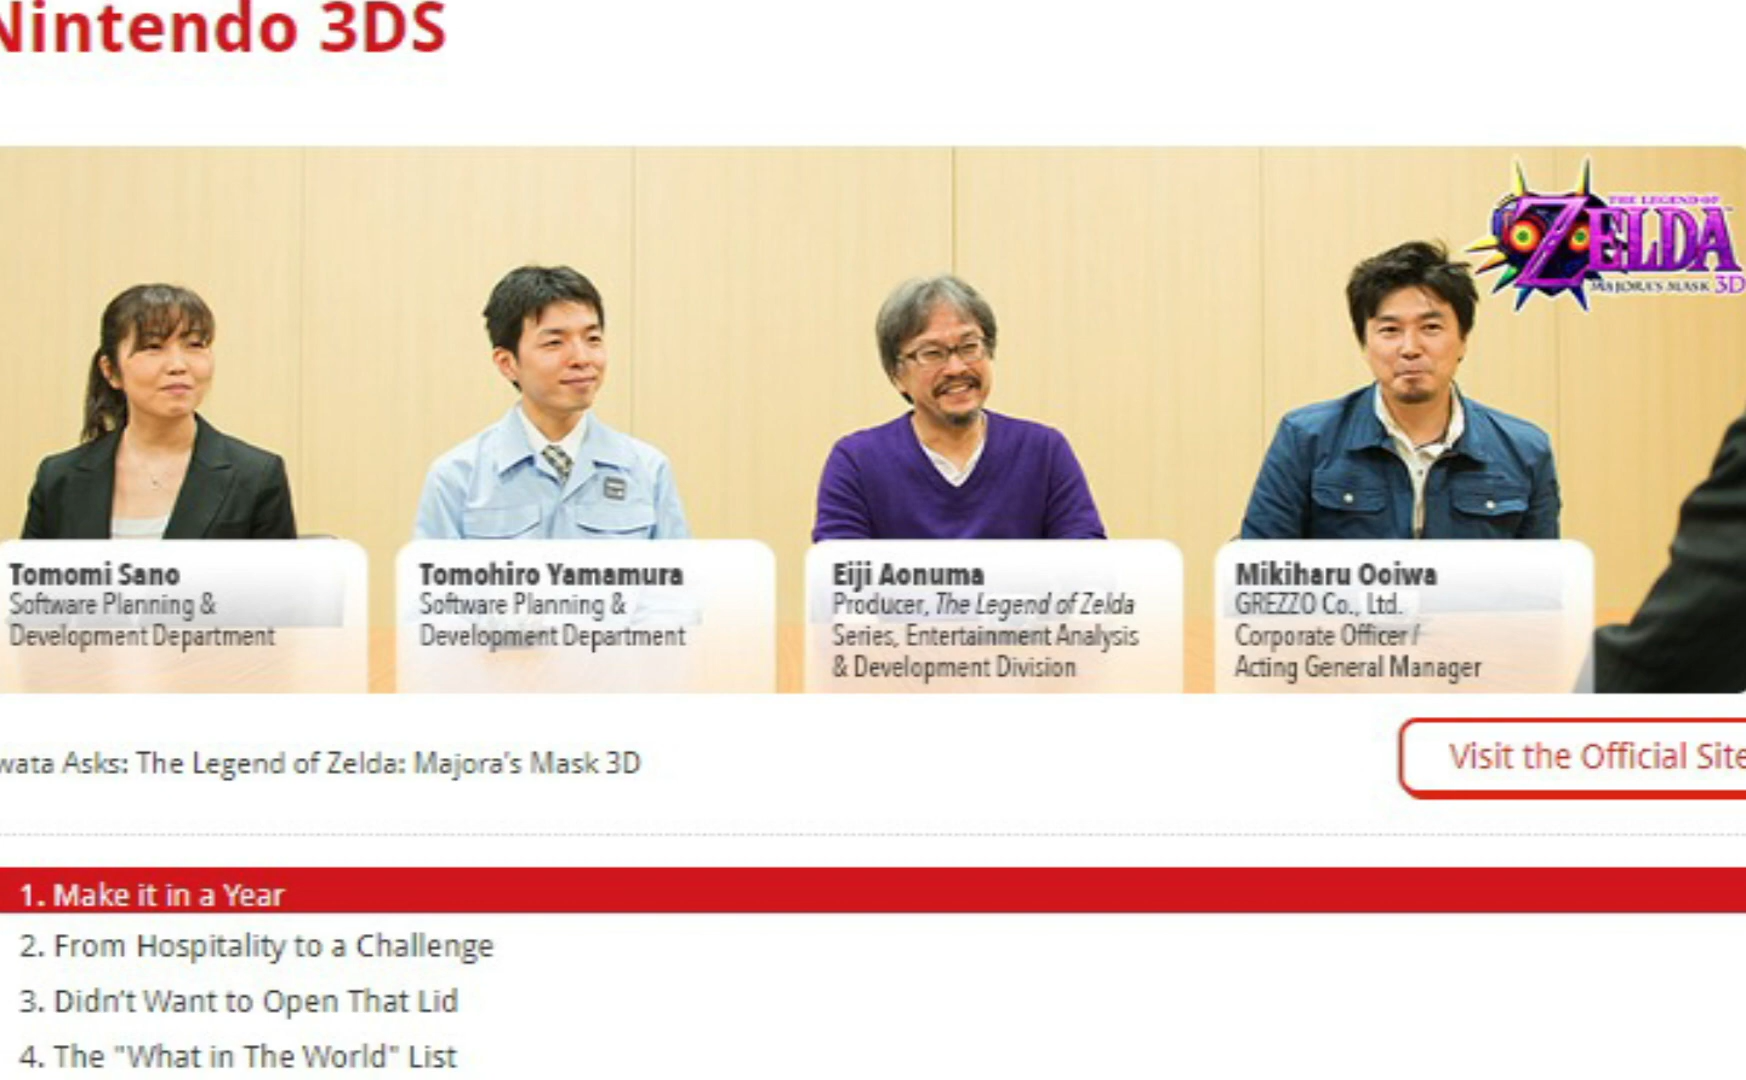 Nintendo 3DS
THE LEGEND OF
ZELDA
MAJORA'S MASK 3D
Tomomi Sano
Software Planning &
Development Department
Tomohiro Yamamura
Software Planning &
Development Department
Eiji Aonuma
Producer, The Legend of Zelda
Series, Entertainment Analysis
& Development Division
Mikiharu Ooiwa
GREZZO Co., Ltd.
Corporate Officer /
Acting General Manager
wata Asks: The Legend of Zelda: Majora's Mask 3D
Visit the Official Site
1. Make it in a Year
2. From Hospitality to a Challenge
3. Didn't Want to Open That Lid
4. The "What in The World" List